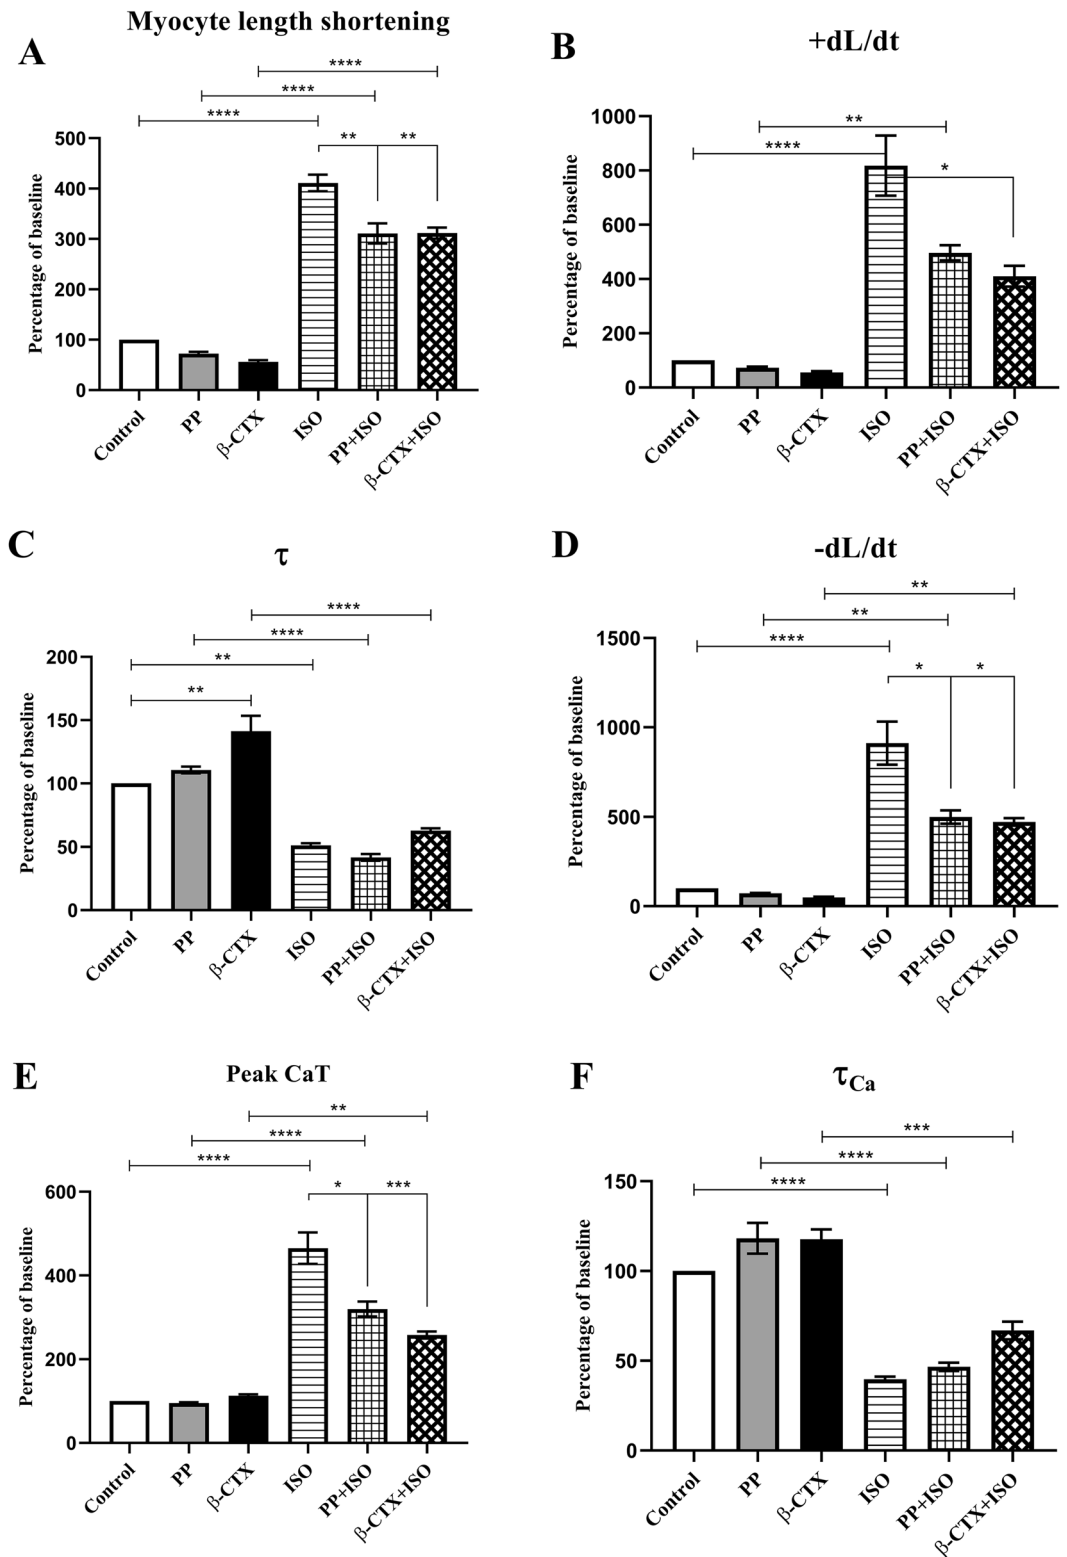 Myocyte length shortening
A
****
****
****
** **
Percentage of baseline
500
400
300
200
100
0
Control
PP
β-CTX
ISO
PP+ISO
β-CTX+ISO
B
+dL/dt
**
****
*
Percentage of baseline
1000
800
600
400
200
0
Control
PP
β-CTX
ISO
PP+ISO
β-CTX+ISO
C
τ
****
****
**
**
Percentage of baseline
200
150
100
50
0
Control
PP
β-CTX
ISO
PP+ISO
β-CTX+ISO
D
-dL/dt
**
**
****
* *
Percentage of baseline
1500
1000
500
0
Control
PP
β-CTX
ISO
PP+ISO
β-CTX+ISO
E
Peak CaT
**
****
****
* ***
Percentage of baseline
600
400
200
0
Control
PP
β-CTX
ISO
PP+ISO
β-CTX+ISO
F
τCa
***
****
****
Percentage of baseline
150
100
50
0
Control
PP
β-CTX
ISO
PP+ISO
β-CTX+ISO